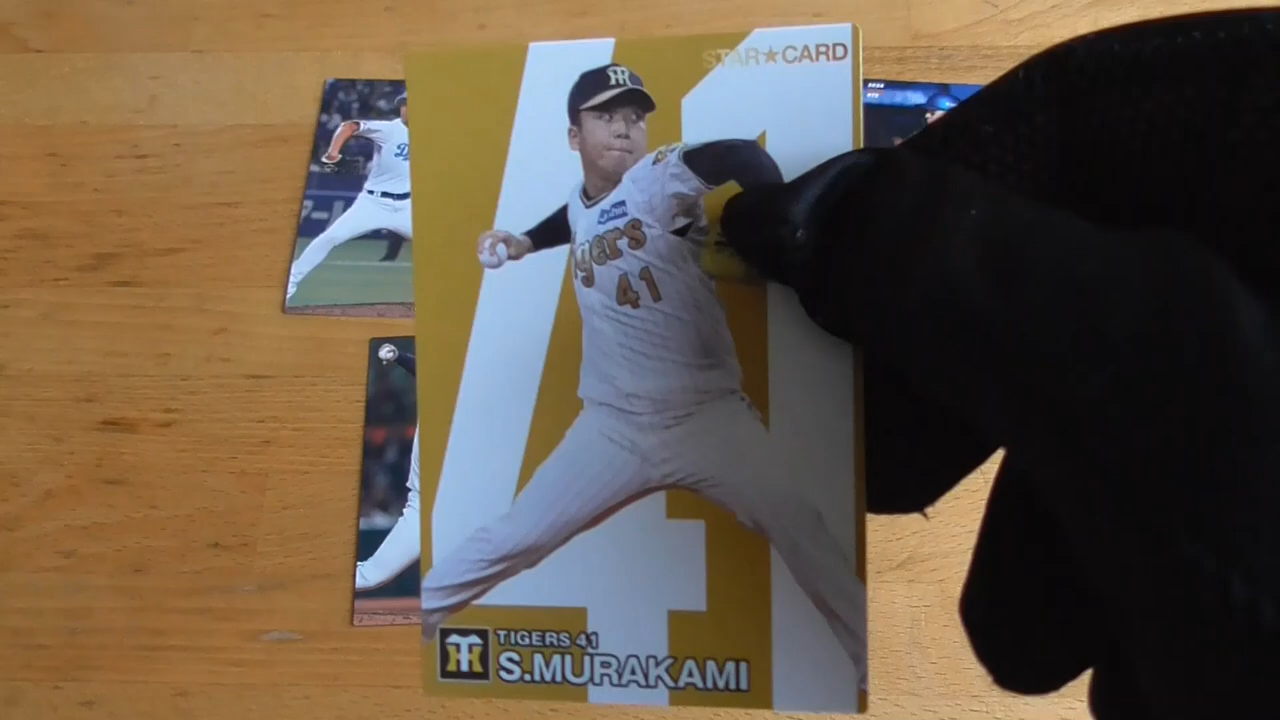 STAR★CARD
Tigers
41
41
TIGERS 41
S.MURAKAMI